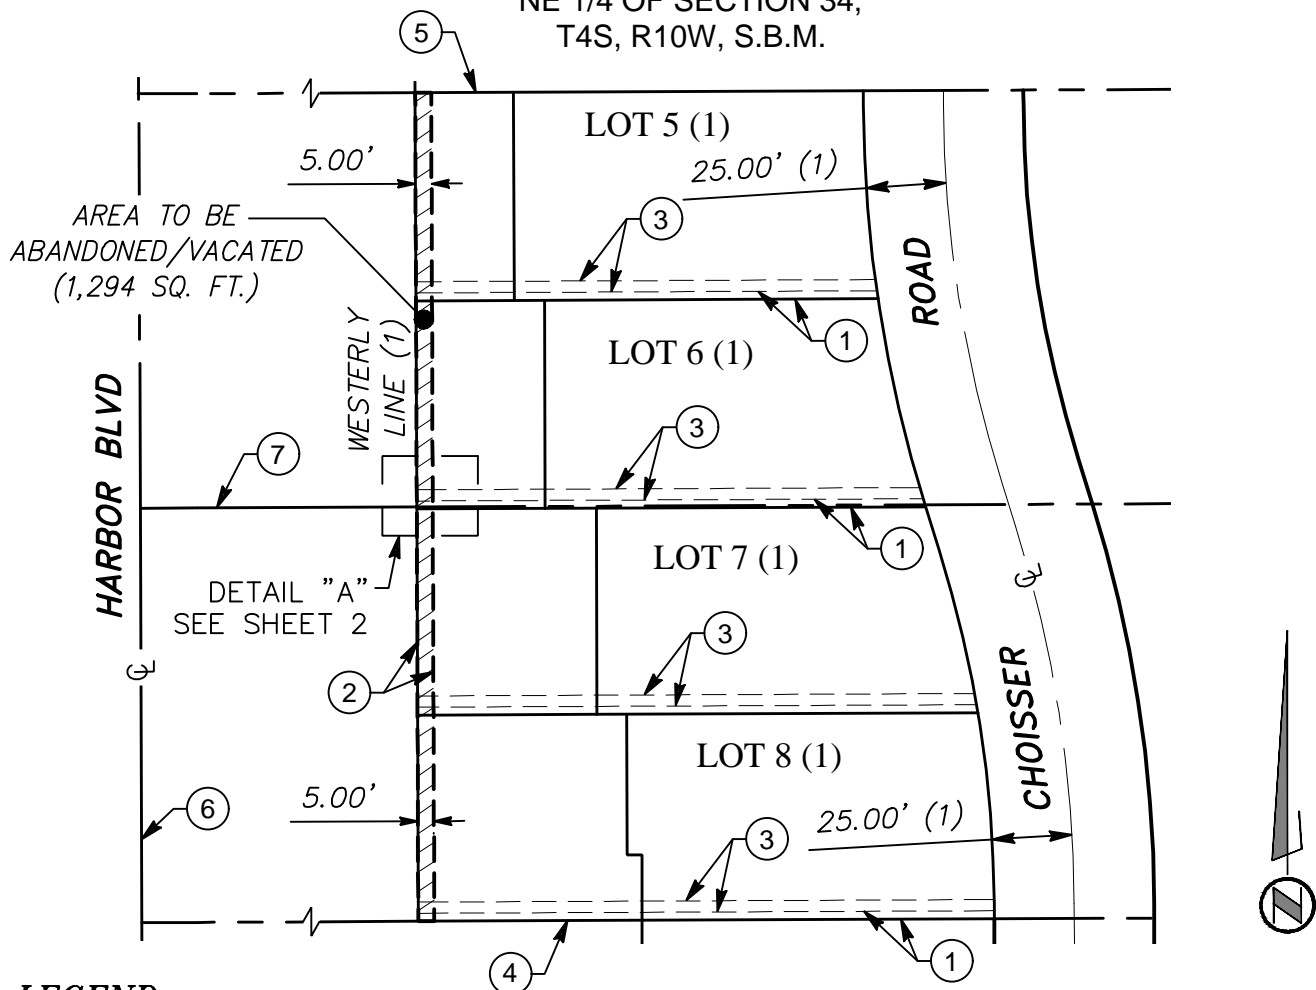 NE 1/4 OF SECTION 34,
T4S, R10W, S.B.M.
5
LOT 5 (1)
5.00'
25.00' (1)
AREA TO BE
ABANDONED/VACATED
(1,294 SQ. FT.)
3
ROAD
WESTERLY
LINE (1)
1
LOT 6 (1)
HARBOR BLVD
3
7
1
LOT 7 (1)
DETAIL "A"
SEE SHEET 2
3
2
CHOISSER
LOT 8 (1)
5.00'
6
25.00' (1)
3
N
4
1
LEGEND